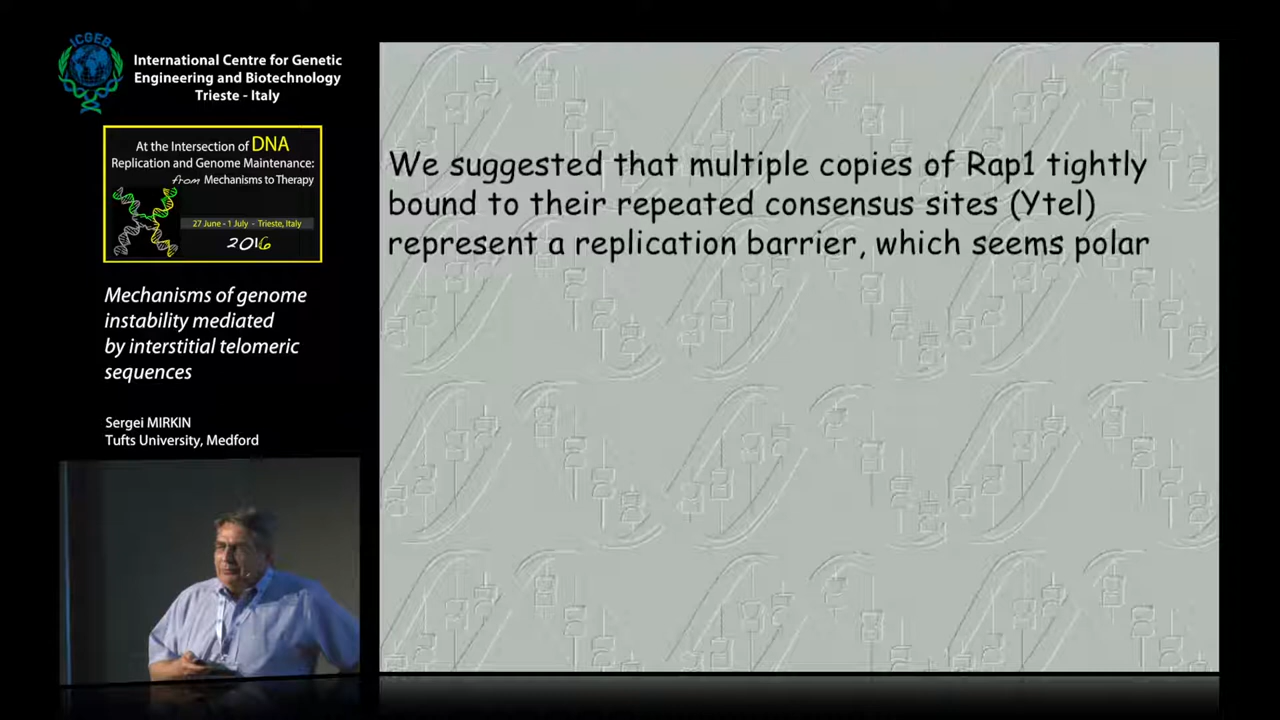 ICGEB
International Centre for Genetic
Engineering and Biotechnology
Trieste - Italy
At the Intersection of DNA
Replication and Genome Maintenance:
from Mechanisms to Therapy
27 June - 1 July - Trieste, Italy
2016
Mechanisms of genome
instability mediated
by interstitial telomeric
sequences
Sergei MIRKIN
Tufts University, Medford
We suggested that multiple copies of Rap1 tightly
bound to their repeated consensus sites (Ytel)
represent a replication barrier, which seems polar